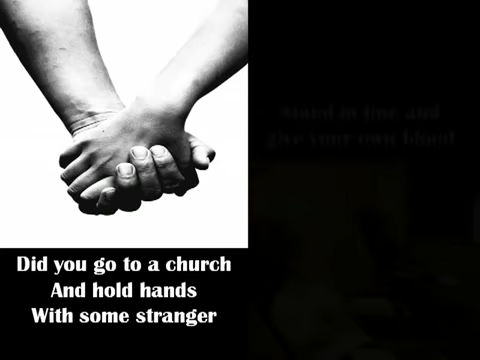 Did you go to a church
And hold hands
With some stranger
Stand in line and
give your own blood